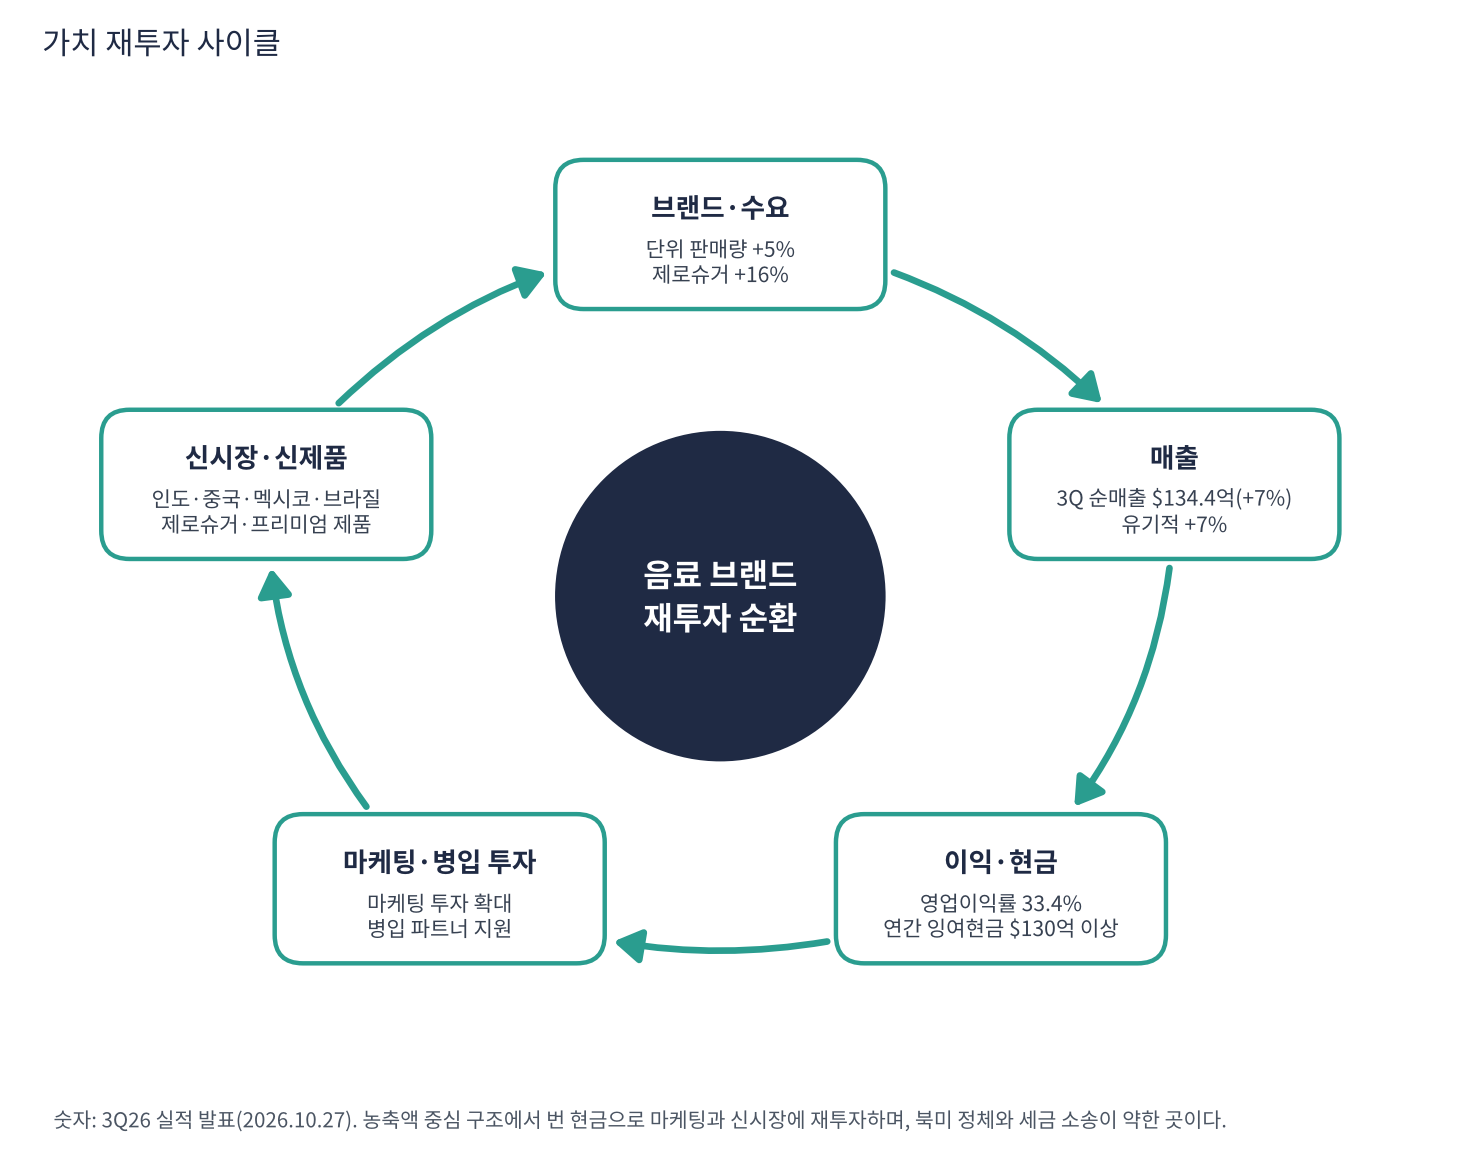 가치 재투자 사이클
브랜드·수요
단위 판매량 +5%
제로슈거 +16%
매출
3Q 순매출 $134.4억(+7%)
유기적 +7%
이익·현금
영업이익률 33.4%
연간 잉여현금 $130억 이상
마케팅·병입 투자
마케팅 투자 확대
병입 파트너 지원
신시장·신제품
인도·중국·멕시코·브라질
제로슈거·프리미엄 제품
음료 브랜드
재투자 순환
숫자: 3Q26 실적 발표(2026.10.27). 농축액 중심 구조에서 번 현금으로 마케팅과 신시장에 재투자하며, 북미 정체와 세금 소송이 약한 곳이다.